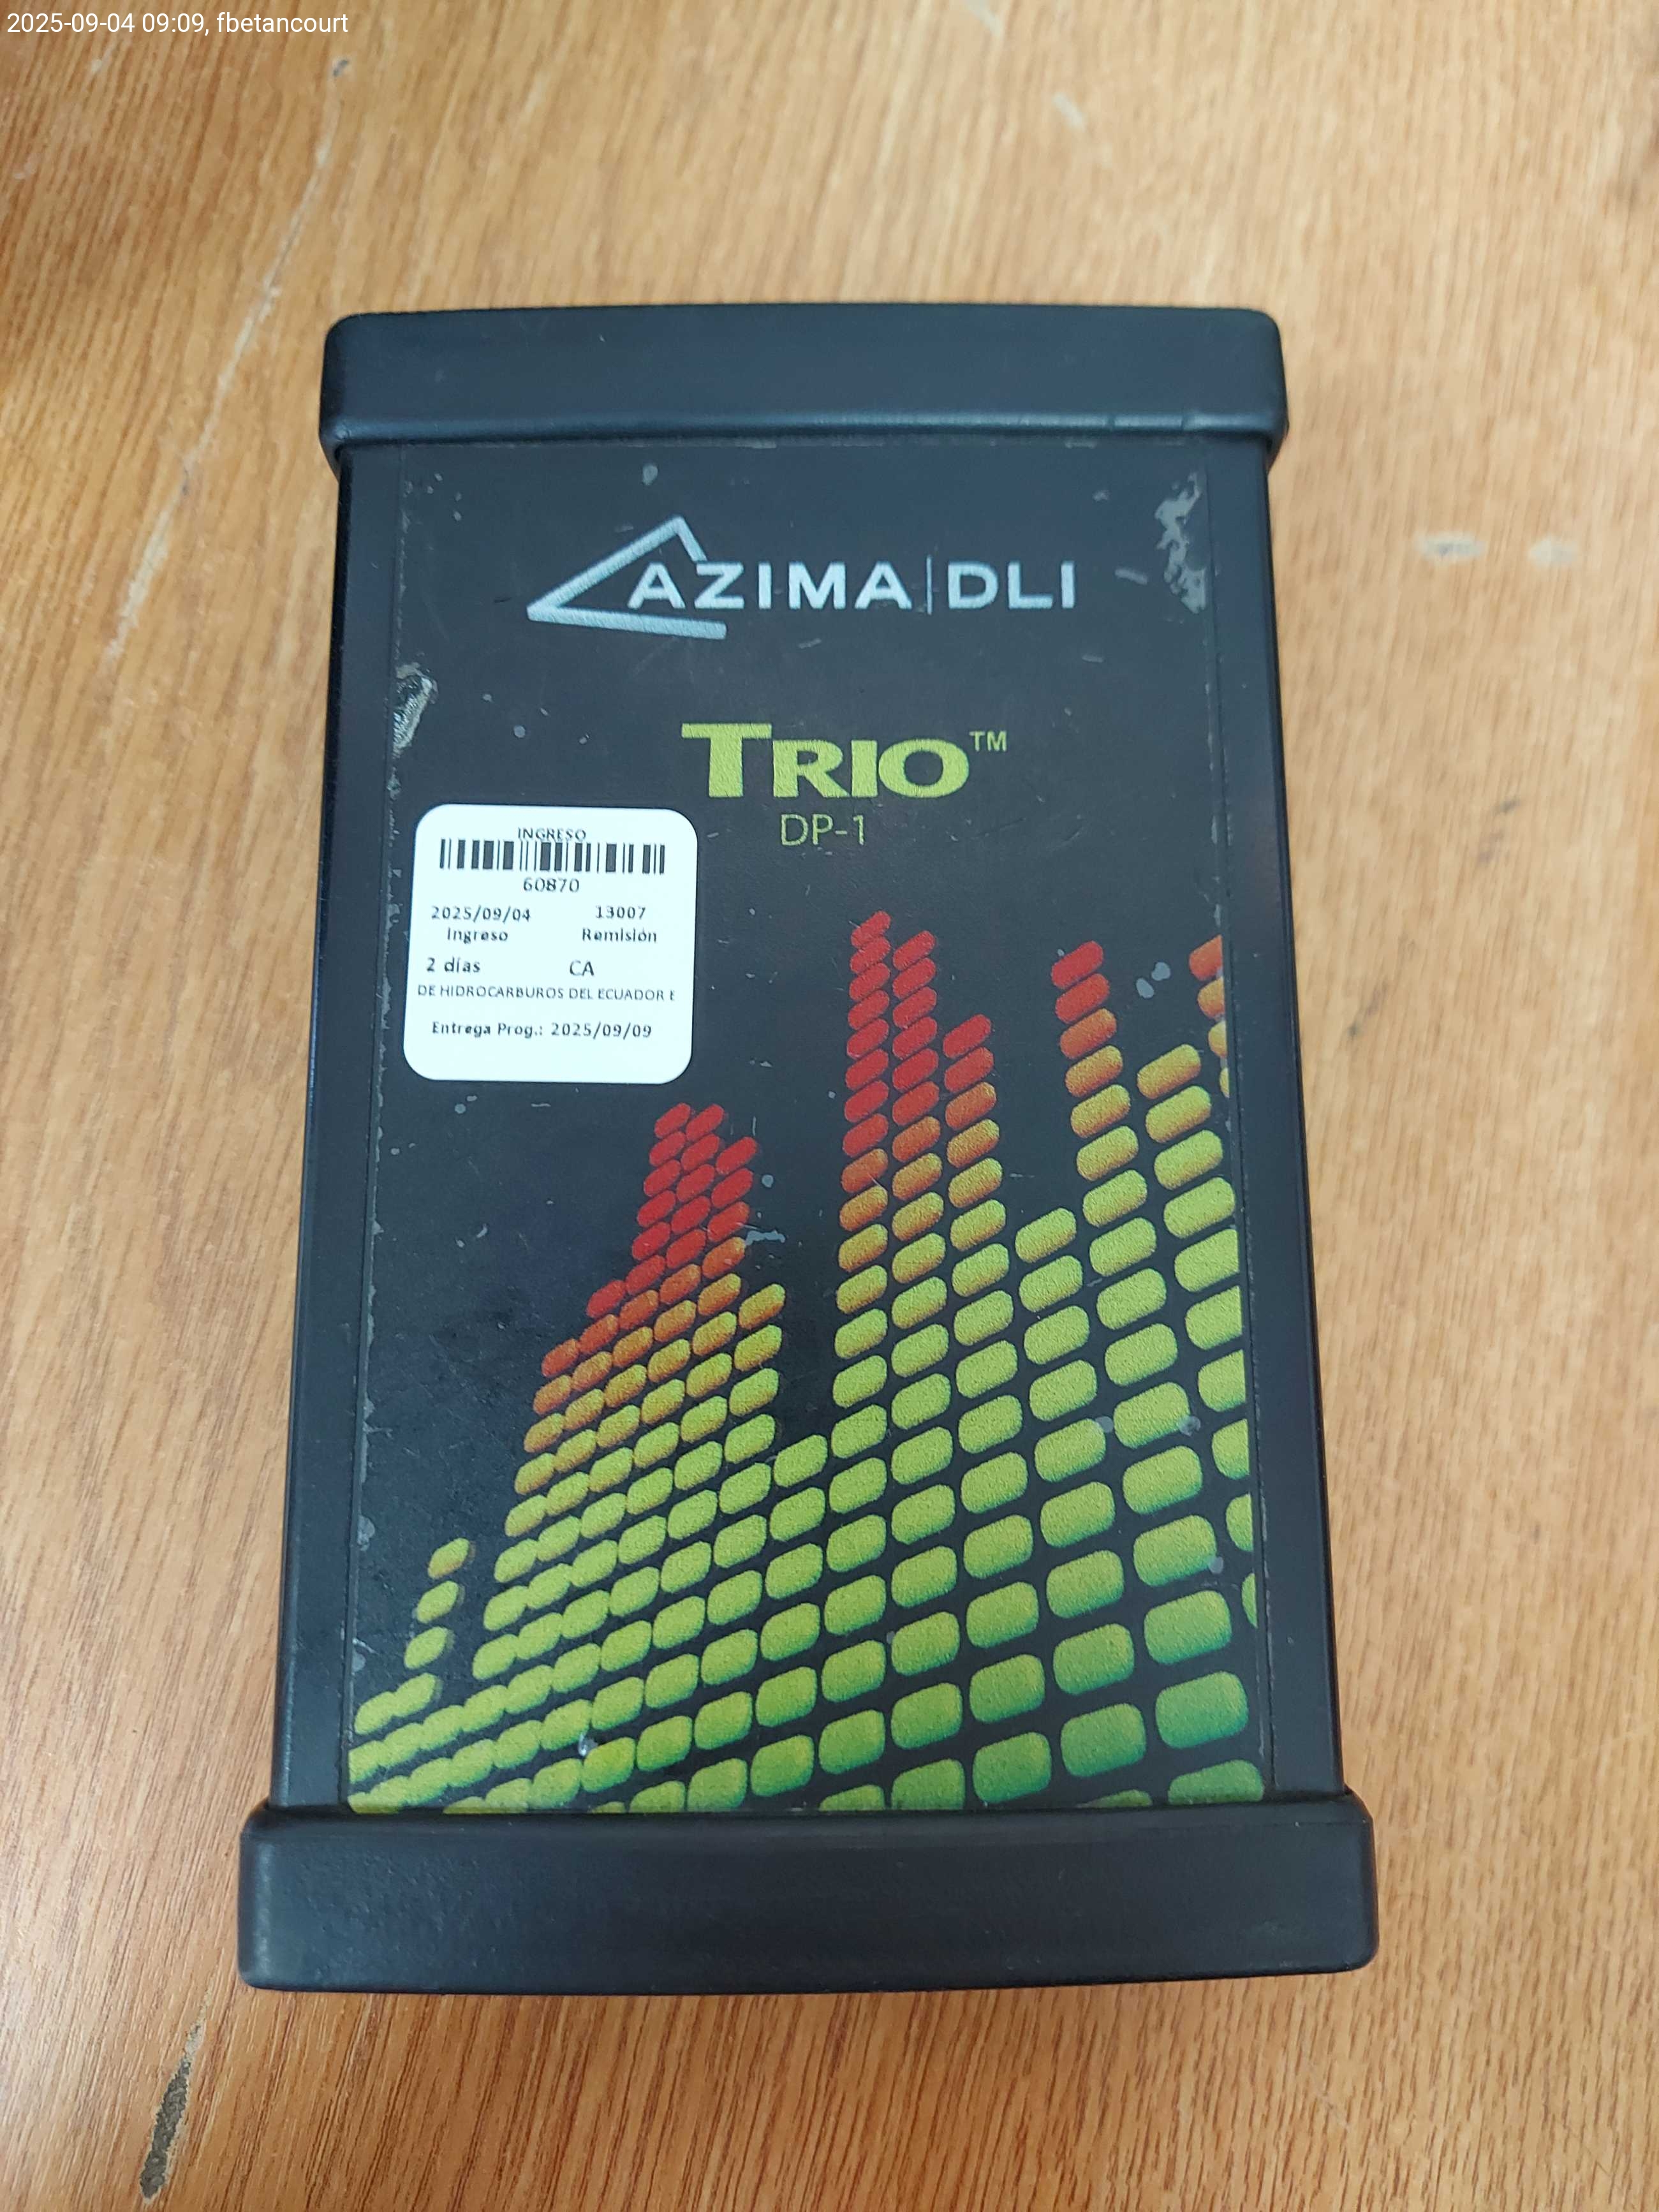 2025-09-04 09:09, fbetancourt
AZIMA|DLI
TRIO™
DP-1
INGRESO
60870
2025/09/04 13007
Ingreso Remisión
2 días CA
DE HIDROCARBUROS DEL ECUADOR E
Entrega Prog.: 2025/09/09